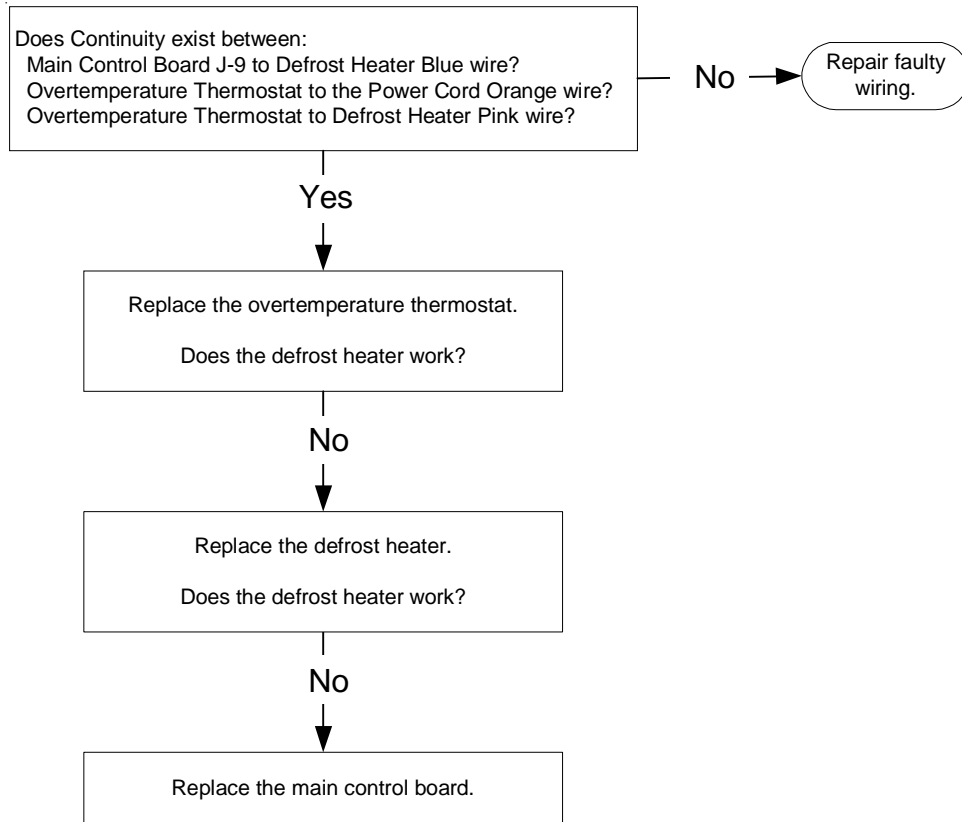 Does Continuity exist between:
Main Control Board J-9 to Defrost Heater Blue wire?
Overtemperature Thermostat to the Power Cord Orange wire?
Overtemperature Thermostat to Defrost Heater Pink wire?
No
Repair faulty
wiring.
Yes
Replace the overtemperature thermostat.
Does the defrost heater work?
No
Replace the defrost heater.
Does the defrost heater work?
No
Replace the main control board.